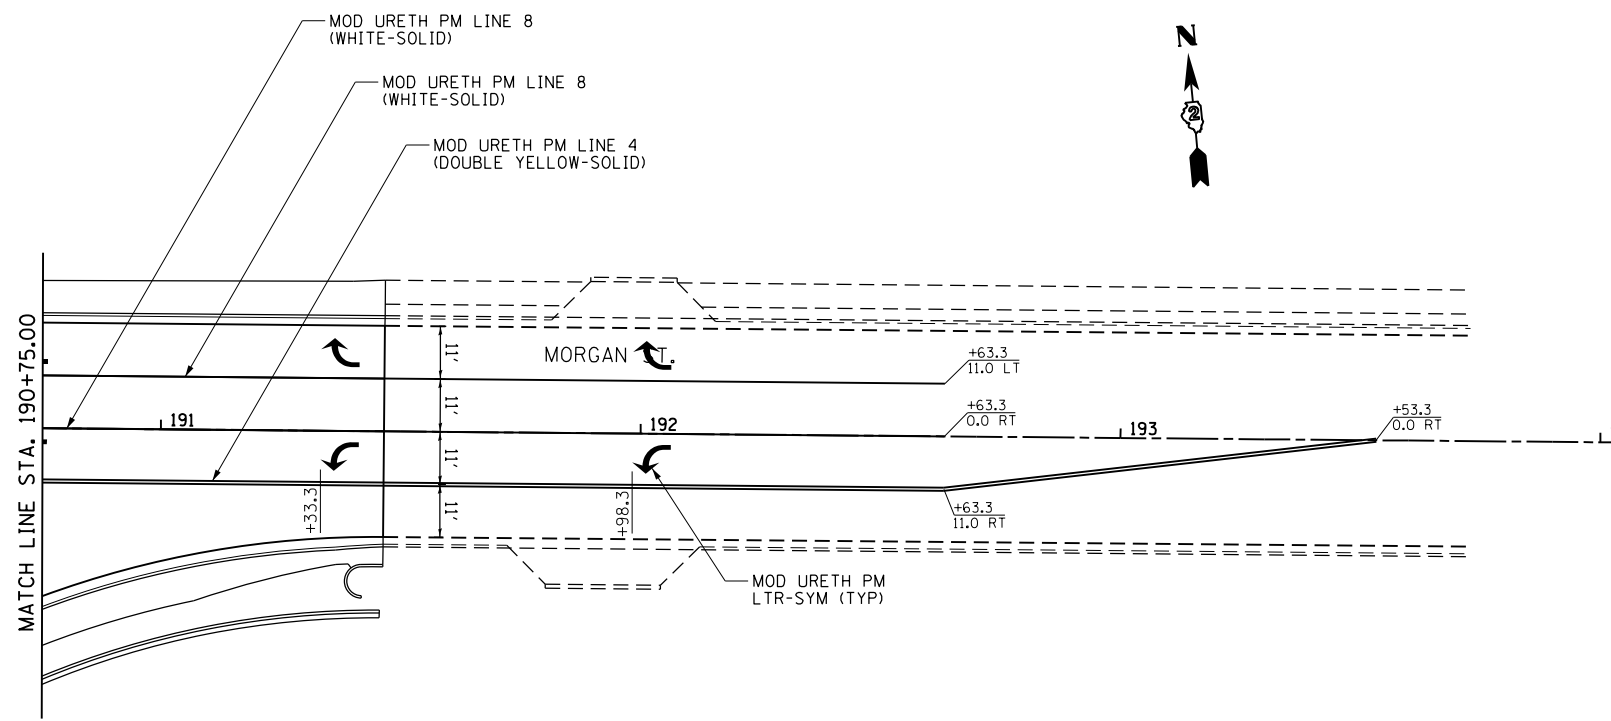 MOD URETH PM LINE 8
(WHITE-SOLID)
MOD URETH PM LINE 8
(WHITE-SOLID)
MOD URETH PM LINE 4
(DOUBLE YELLOW-SOLID)
N
2
MATCH LINE STA. 190+75.00
11'
11'
11'
11'
MORGAN ST.
+63.3
11.0 LT
191
192
+63.3
0.0 RT
193
+53.3
0.0 RT
+33.3
+98.3
+63.3
11.0 RT
MOD URETH PM
LTR-SYM (TYP)